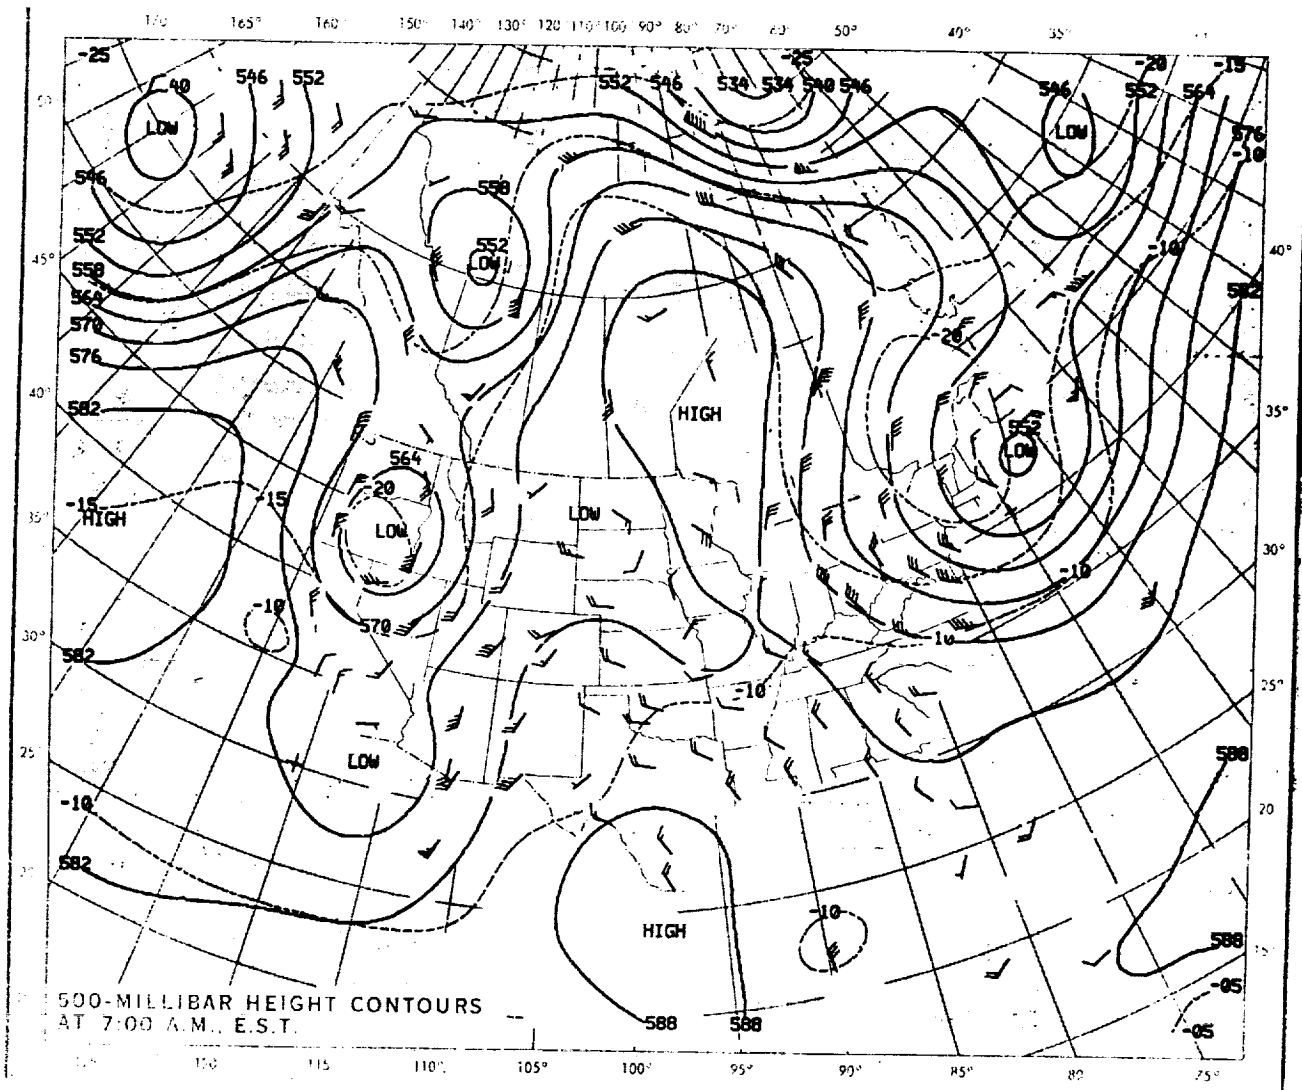 170 165° 160° 150° 140° 130° 120 110° 100° 90° 80° 70° 60° 50° 40° 35°
-25 -25 -20 -15
40 546 552 552 546 534 534 540 546 546 552 564
LOW LOW 576
-10
546 558
552 552 -10 40°
45° 558 LOW
564 582
570 -20
576
40° 582 HIGH 35°
564 552
-20 LOW
-15 -15 LOW LOW
35° HIGH 30°
-10 -10
30° 570 10
582 -10 25°
25 LOW 588
-10 20
582
-10
HIGH 588 15°
-05
500-MILLIBAR HEIGHT CONTOURS
AT 7:00 A.M., E.S.T.
588 588 -05
115 110° 105° 100° 95° 90° 85° 80° 75°